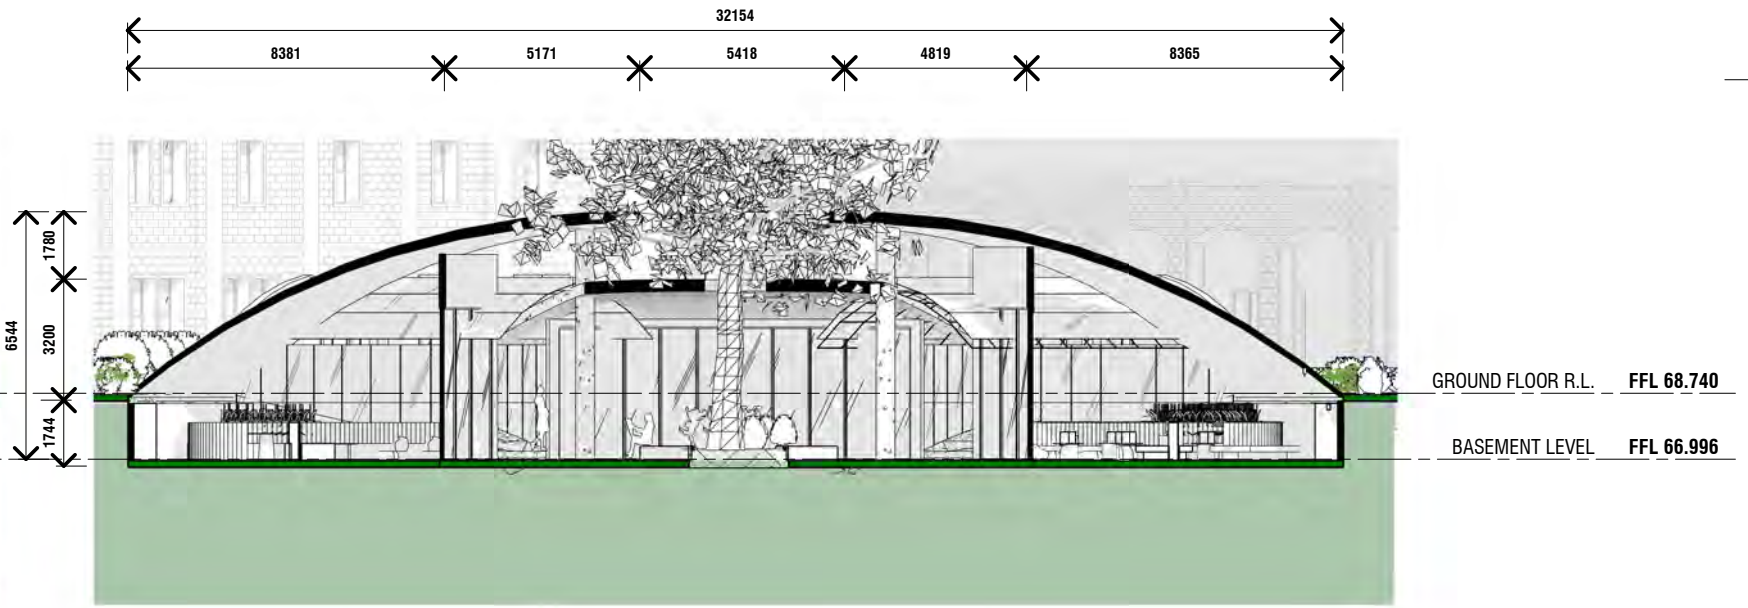 32154
8381 5171 5418 4819 8365
1780
6544 3200
GROUND FLOOR R.L. FFL 68.740
1744
BASEMENT LEVEL FFL 66.996